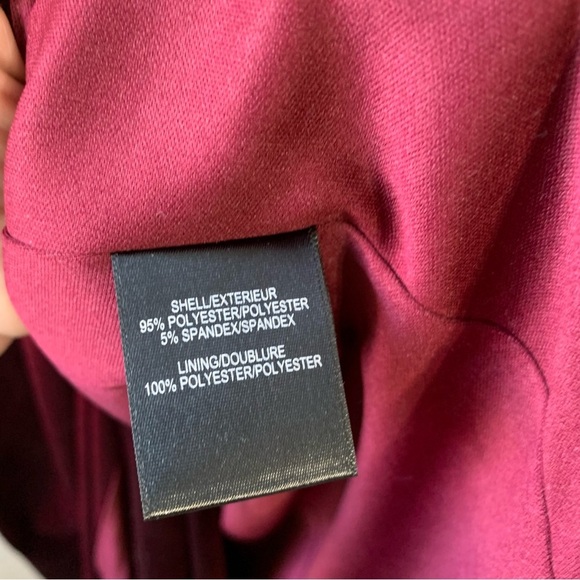 SHELL/EXTERIEUR
95% POLYESTER/POLYESTER
5% SPANDEX/SPANDEX
LINING/DOUBLURE
100% POLYESTER/POLYESTER